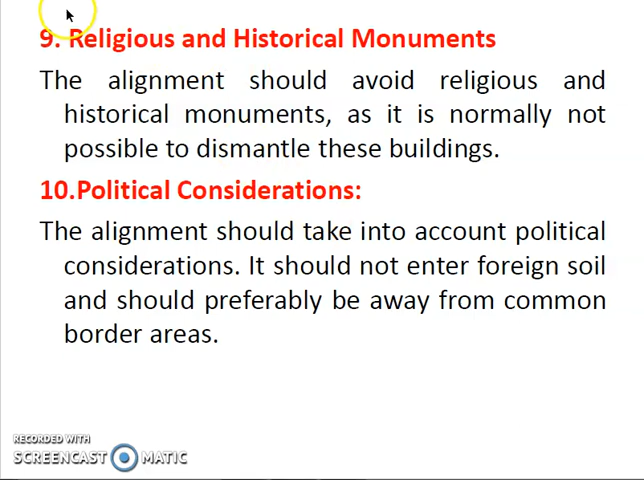 9. Religious and Historical Monuments
The alignment should avoid religious and
historical monuments, as it is normally not
possible to dismantle these buildings.
10.Political Considerations:
The alignment should take into account political
considerations. It should not enter foreign soil
and should preferably be away from common
border areas.
RECORDED WITH
SCREENCAST MATIC